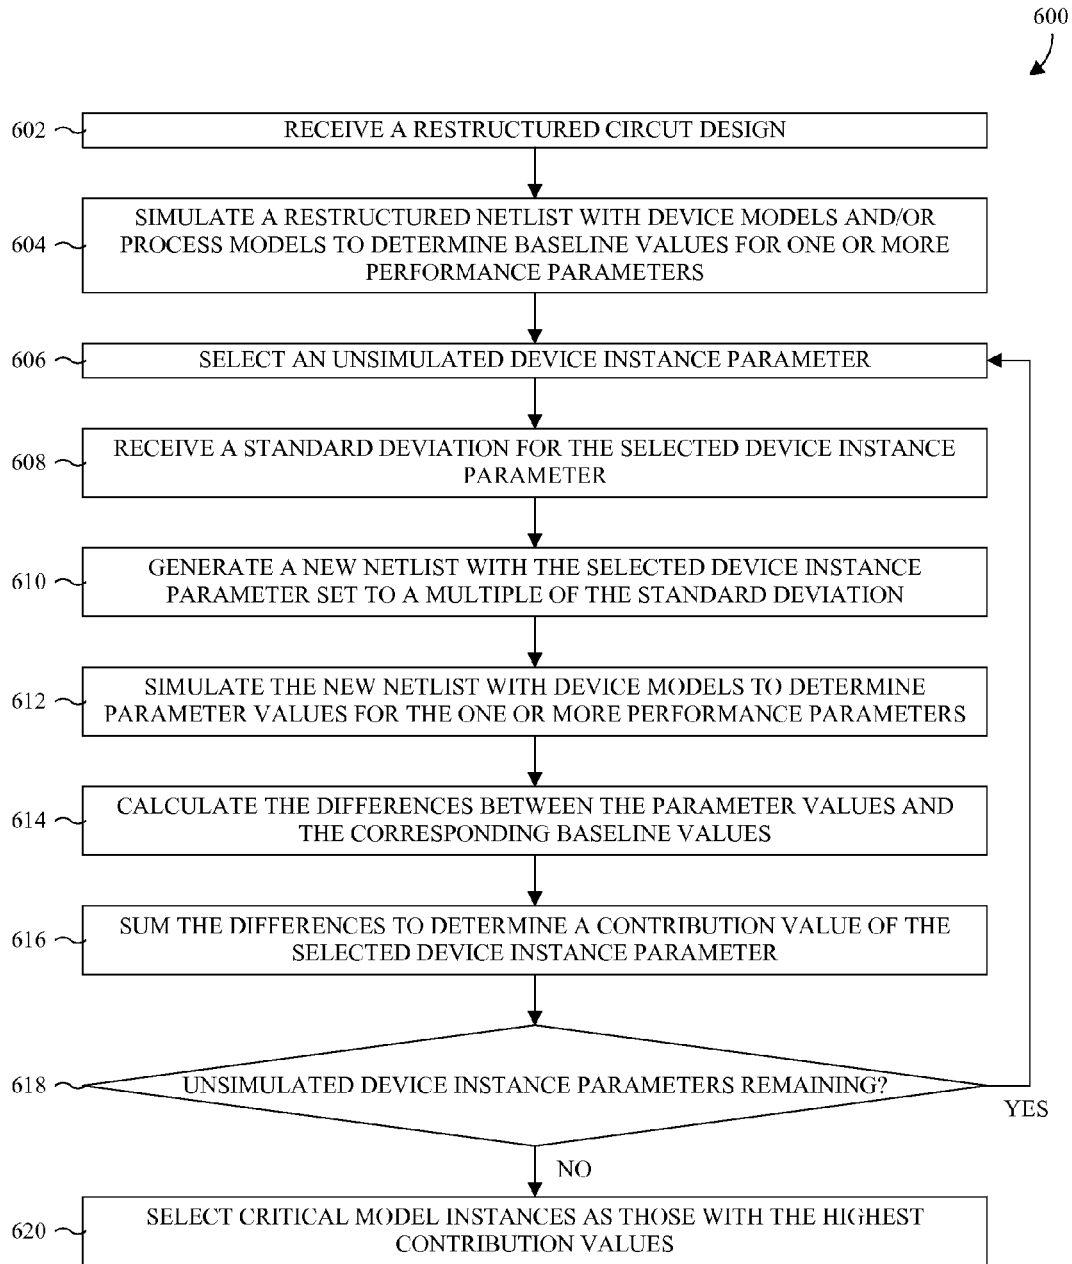 600
602
RECEIVE A RESTRUCTURED CIRCUT DESIGN
604
SIMULATE A RESTRUCTURED NETLIST WITH DEVICE MODELS AND/OR
PROCESS MODELS TO DETERMINE BASELINE VALUES FOR ONE OR MORE
PERFORMANCE PARAMETERS
606
SELECT AN UNSIMULATED DEVICE INSTANCE PARAMETER
608
RECEIVE A STANDARD DEVIATION FOR THE SELECTED DEVICE INSTANCE
PARAMETER
610
GENERATE A NEW NETLIST WITH THE SELECTED DEVICE INSTANCE
PARAMETER SET TO A MULTIPLE OF THE STANDARD DEVIATION
612
SIMULATE THE NEW NETLIST WITH DEVICE MODELS TO DETERMINE
PARAMETER VALUES FOR THE ONE OR MORE PERFORMANCE PARAMETERS
614
CALCULATE THE DIFFERENCES BETWEEN THE PARAMETER VALUES AND
THE CORRESPONDING BASELINE VALUES
616
SUM THE DIFFERENCES TO DETERMINE A CONTRIBUTION VALUE OF THE
SELECTED DEVICE INSTANCE PARAMETER
618
UNSIMULATED DEVICE INSTANCE PARAMETERS REMAINING?
YES
NO
620
SELECT CRITICAL MODEL INSTANCES AS THOSE WITH THE HIGHEST
CONTRIBUTION VALUES